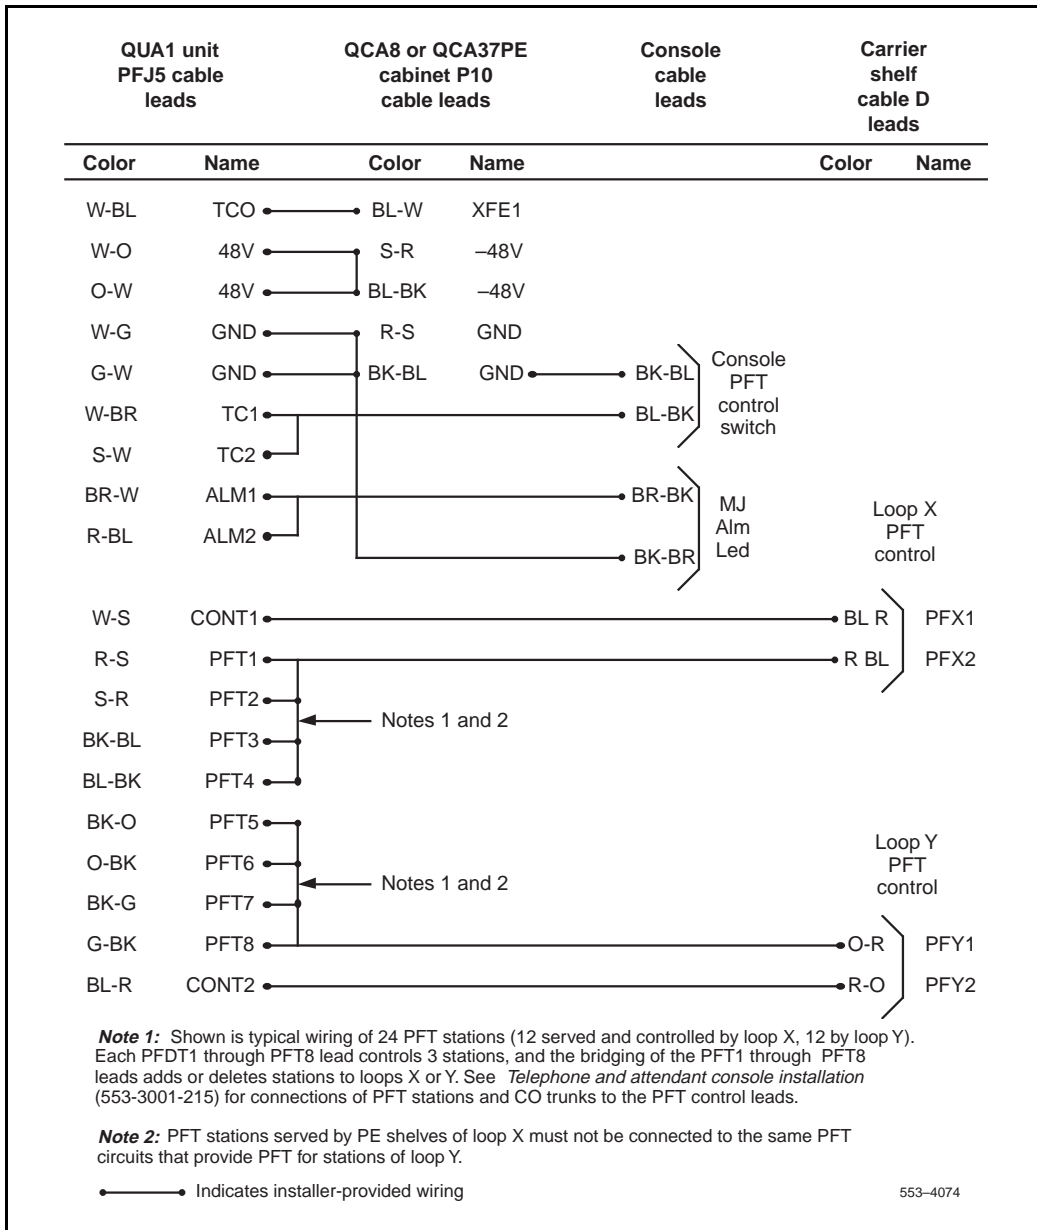 QUA1 unit
PFJ5 cable
leads
QCA8 or QCA37PE
cabinet P10
cable leads
Console
cable
leads
Carrier
shelf
cable D
leads
Color Name Color Name Color Name
W-BL TCO BL-W XFE1
W-O 48V S-R –48V
O-W 48V BL-BK –48V
W-G GND R-S GND
G-W GND BK-BL GND BK-BL
W-BR TC1 BL-BK
Console
PFT
control
switch
S-W TC2
BR-W ALM1 BR-BK
R-BL ALM2
BK-BR
MJ
Alm
Led
Loop X
PFT
control
W-S CONT1 BL R PFX1
R-S PFT1 R BL PFX2
S-R PFT2
Notes 1 and 2
BK-BL PFT3
BL-BK PFT4
BK-O PFT5
O-BK PFT6
Notes 1 and 2
BK-G PFT7
Loop Y
PFT
control
G-BK PFT8 O-R PFY1
BL-R CONT2 R-O PFY2
Note 1: Shown is typical wiring of 24 PFT stations (12 served and controlled by loop X, 12 by loop Y).
Each PFDT1 through PFT8 lead controls 3 stations, and the bridging of the PFT1 through PFT8
leads adds or deletes stations to loops X or Y. See Telephone and attendant console installation
(553-3001-215) for connections of PFT stations and CO trunks to the PFT control leads.
Note 2: PFT stations served by PE shelves of loop X must not be connected to the same PFT
circuits that provide PFT for stations of loop Y.
Indicates installer-provided wiring
553–4074